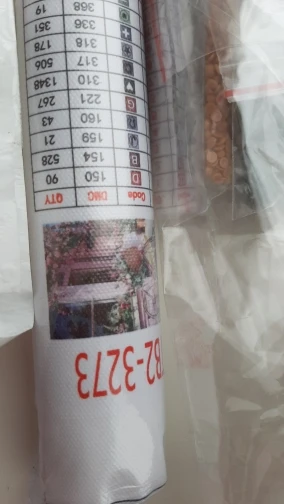 B2-3273
Code DMC QTY
D 150 90
B 154 528
159 21
160 43
G 221 267
310 1348
317 506
318 178
336 351
368 19